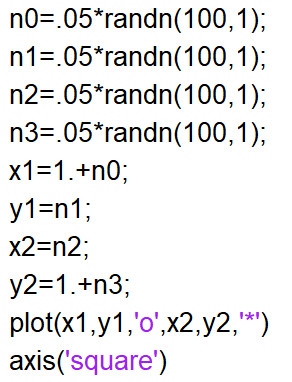 n0=.05*randn(100,1);
n1=.05*randn(100,1);
n2=.05*randn(100,1);
n3=.05*randn(100,1);
x1=1.+n0;
y1=n1;
x2=n2;
y2=1.+n3;
plot(x1,y1,'o',x2,y2,'*')
axis('square')